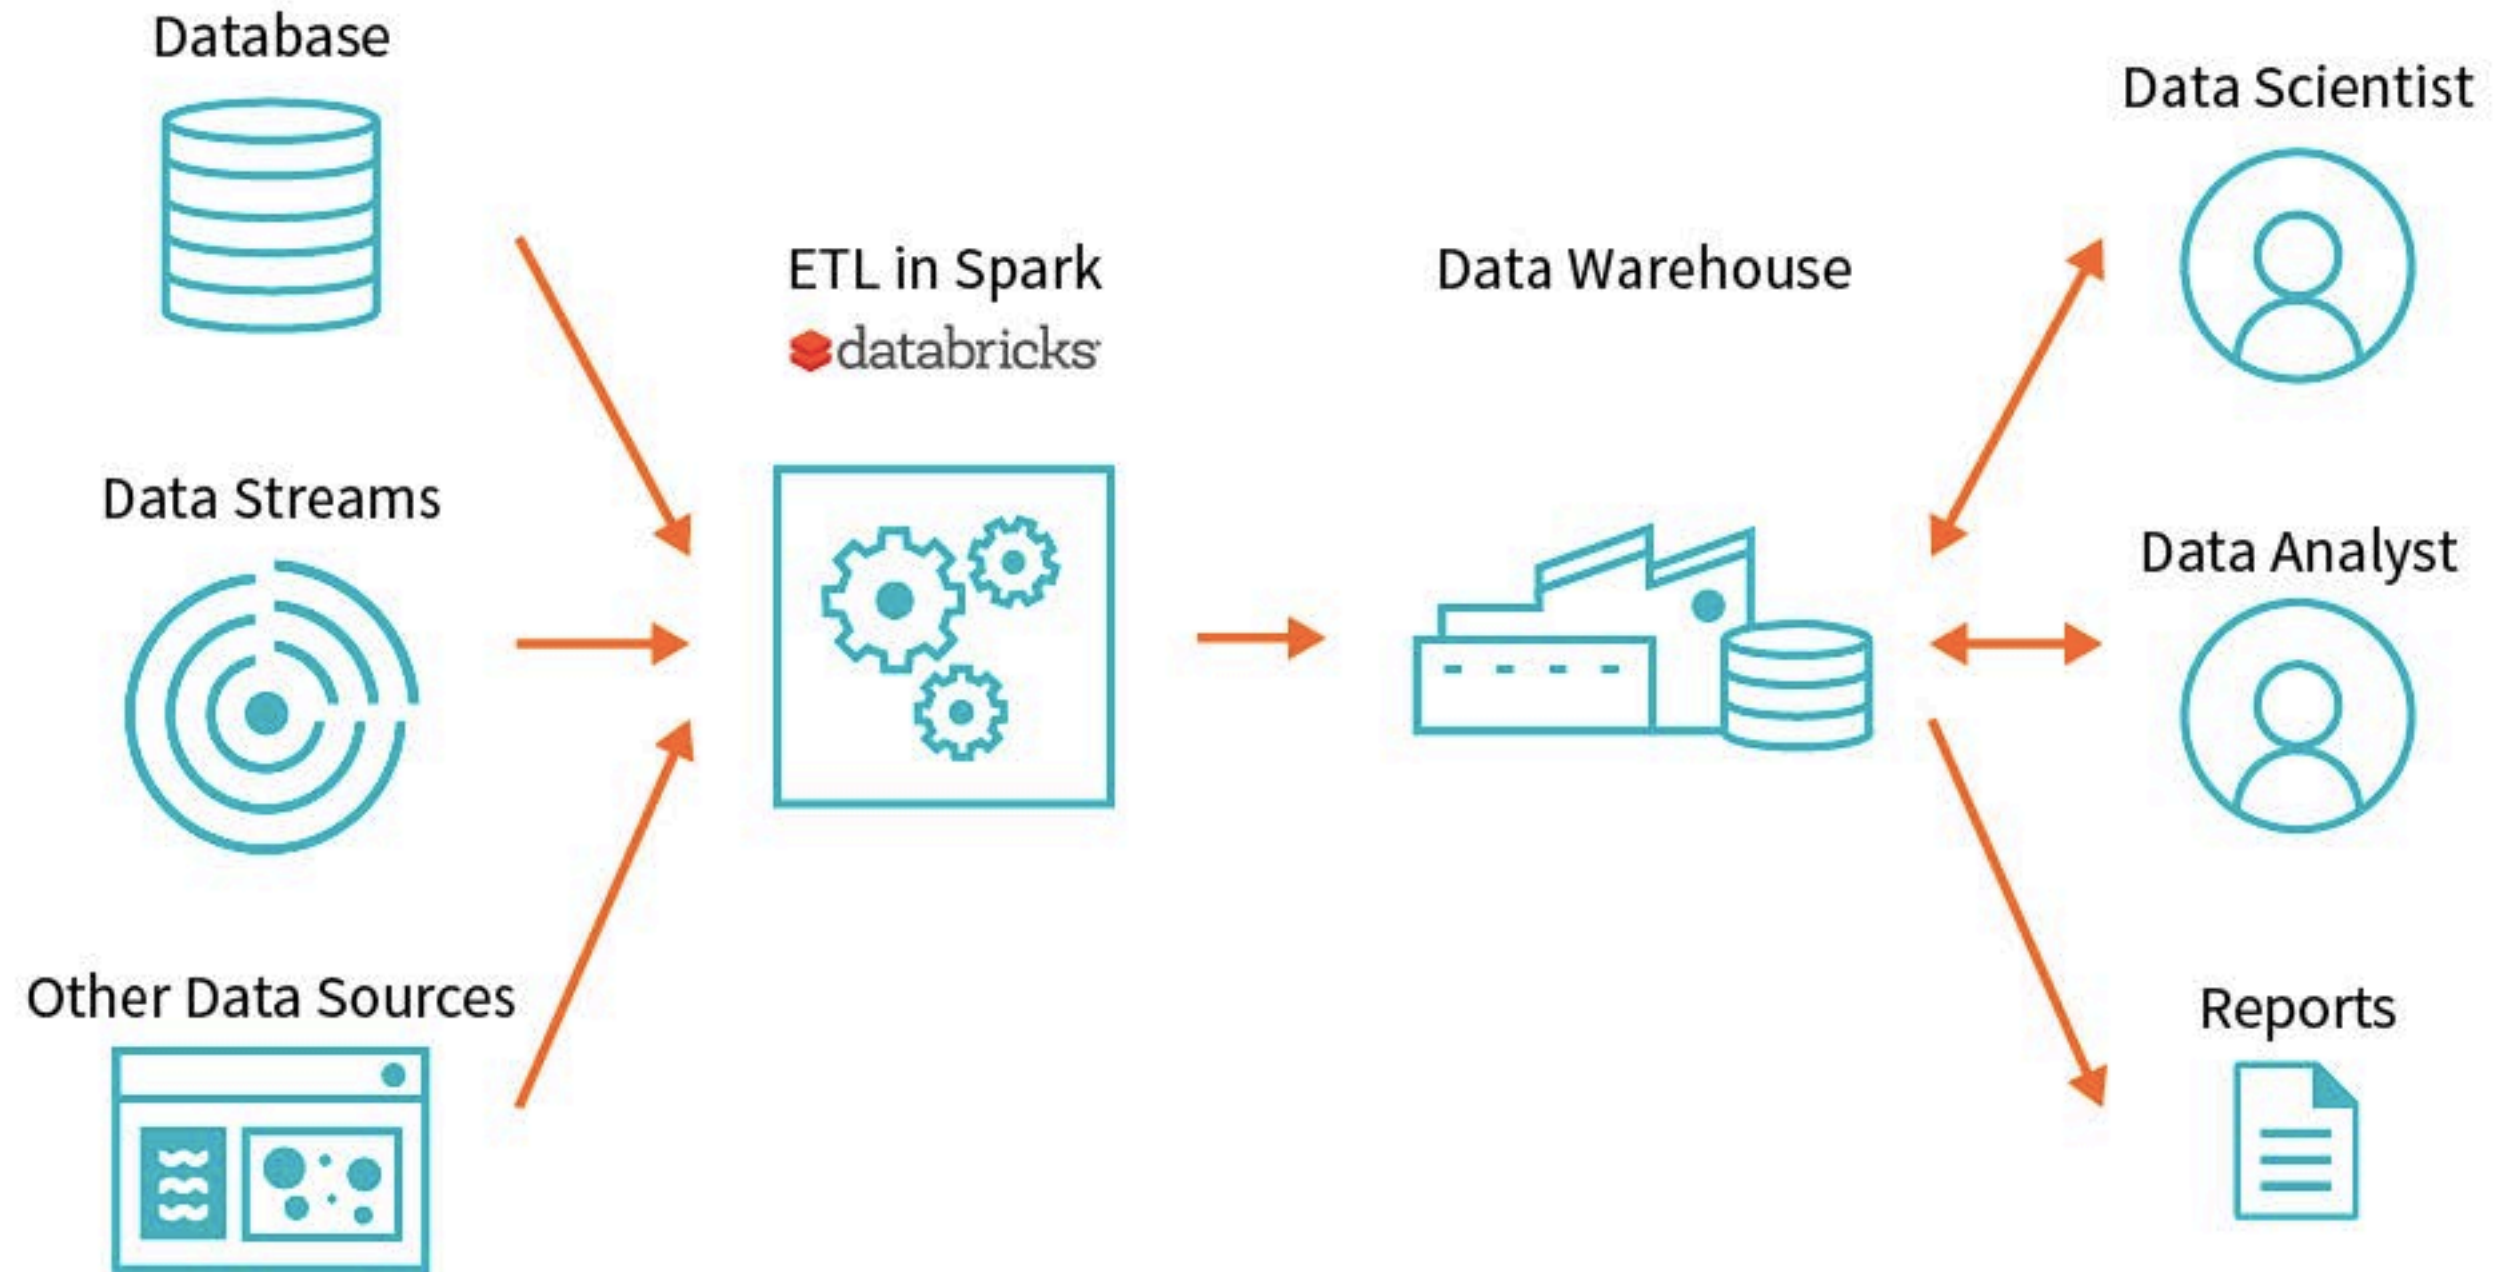 Database
Data Streams
Other Data Sources
ETL in Spark
databricks
Data Warehouse
Data Scientist
Data Analyst
Reports